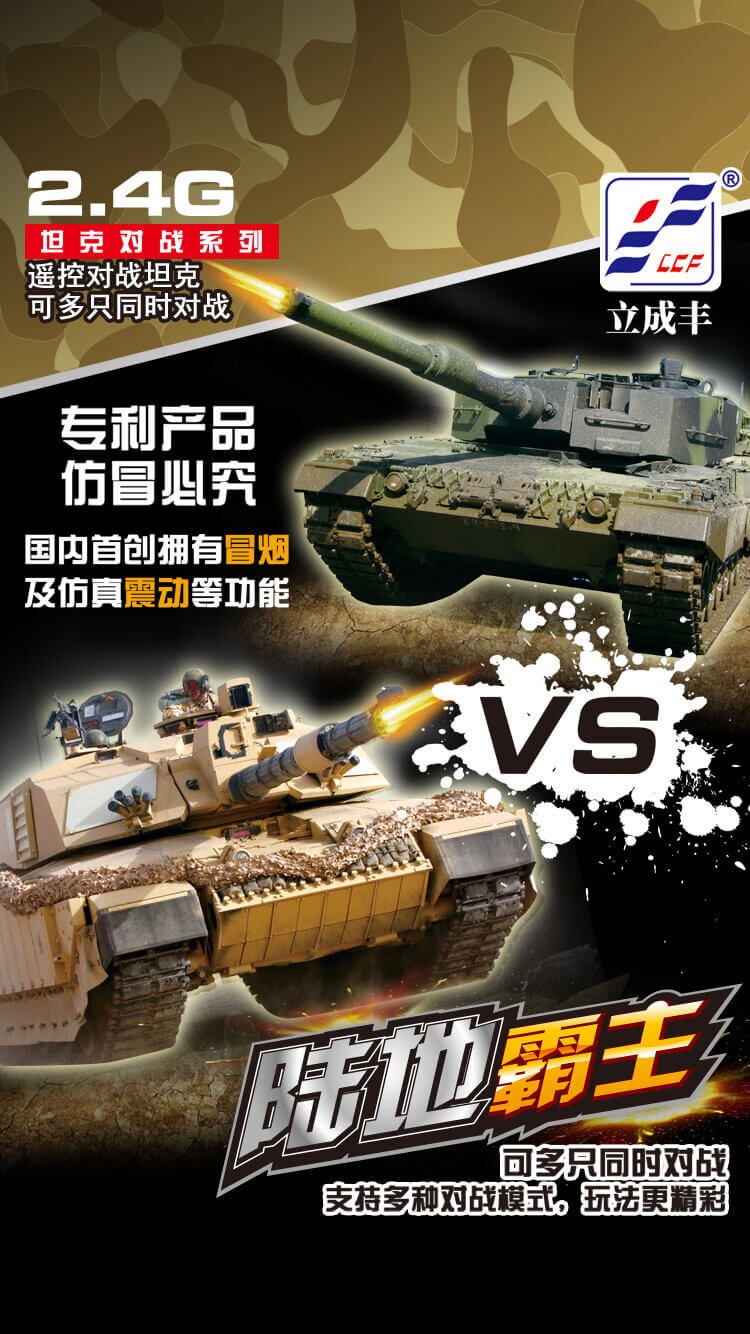 2.4G
坦克对战系列
遥控对战坦克
可多只同时对战
®
LCF
立成丰
专利产品
仿冒必究
国内首创拥有冒烟
及仿真震动等功能
VS
陆地霸主
可多只同时对战
支持多种对战模式，玩法更精彩